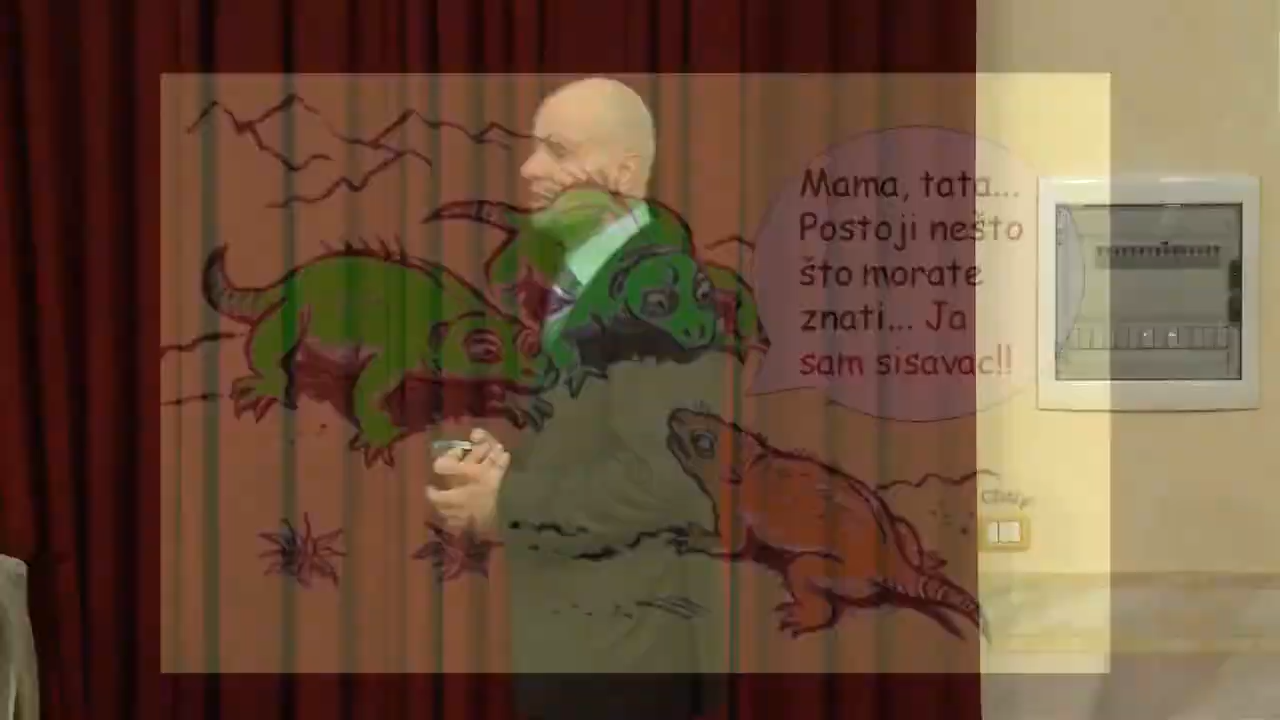 Mama, tata...
Postoji nešto
što morate
znati... Ja
sam sisavac!!